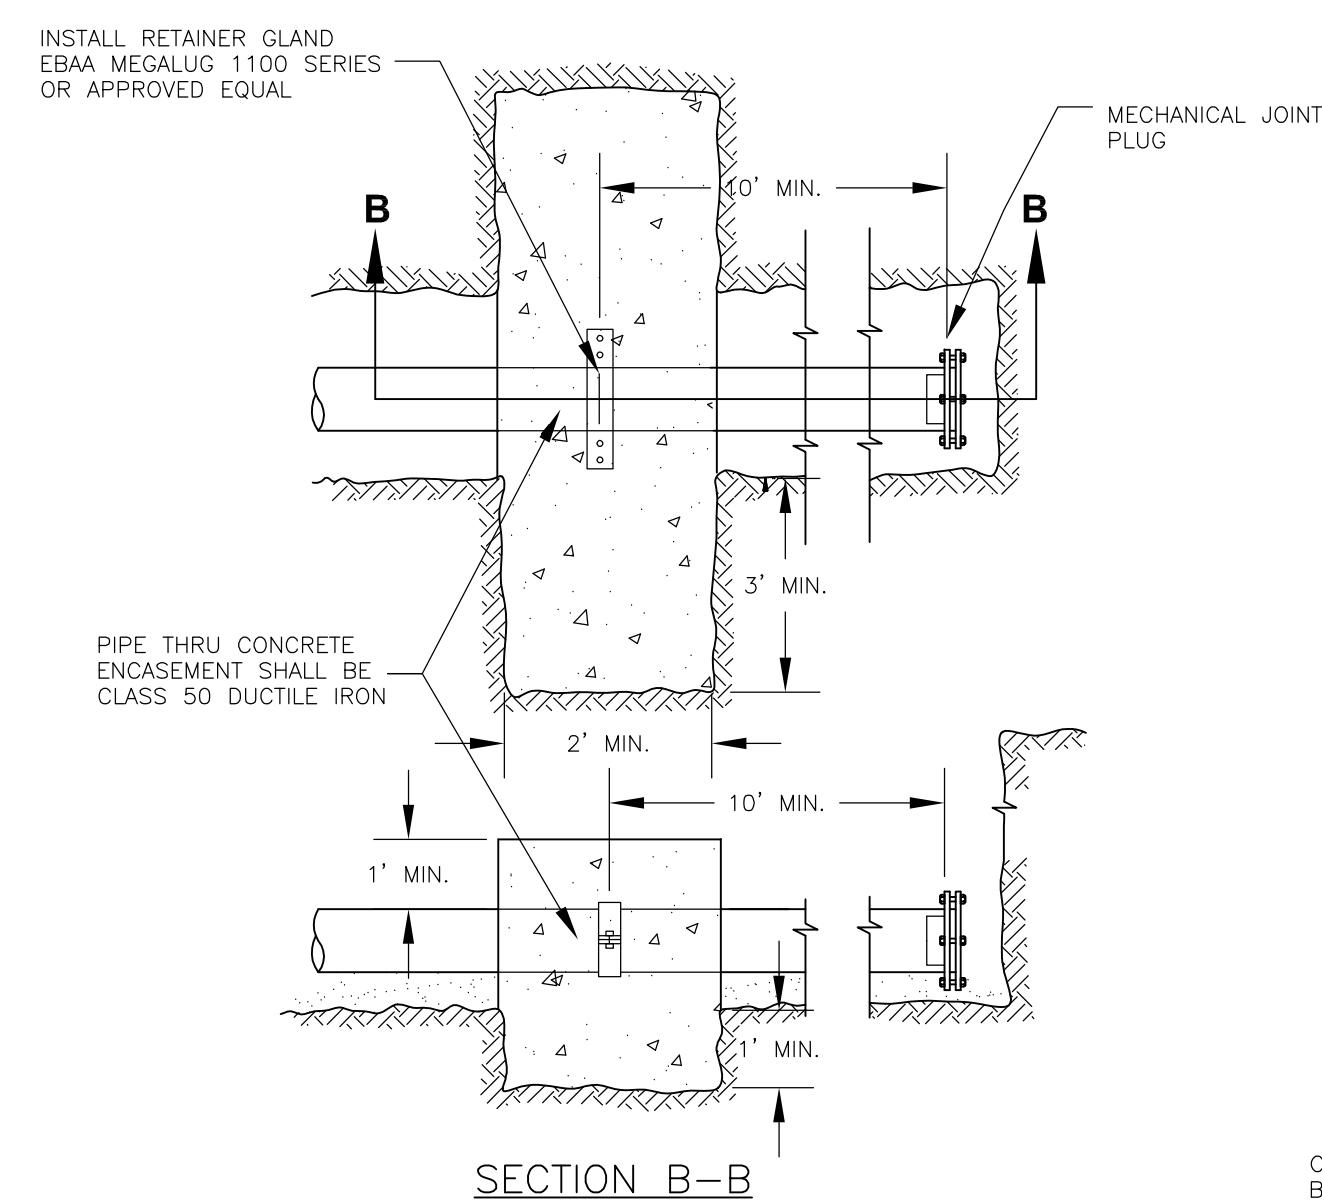 INSTALL RETAINER GLAND
EBAA MEGALUG 1100 SERIES
OR APPROVED EQUAL
MECHANICAL JOINT
PLUG
10' MIN.
B
B
3' MIN.
PIPE THRU CONCRETE
ENCASEMENT SHALL BE
CLASS 50 DUCTILE IRON
2' MIN.
10' MIN.
1' MIN.
1' MIN.
SECTION B-B